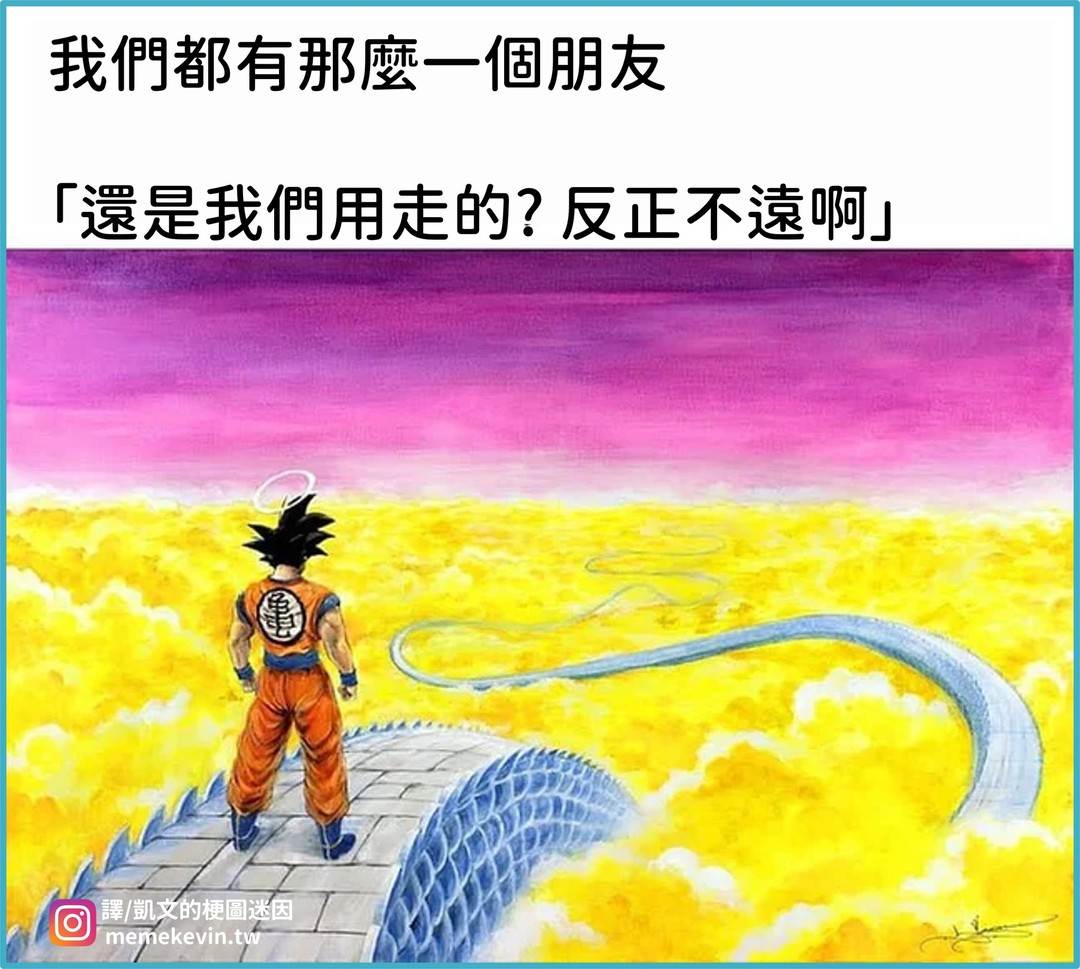 我們都有那麼一個朋友
「還是我們用走的? 反正不遠啊」
亀
譯/凱文的梗圖迷因
memekevin.tw